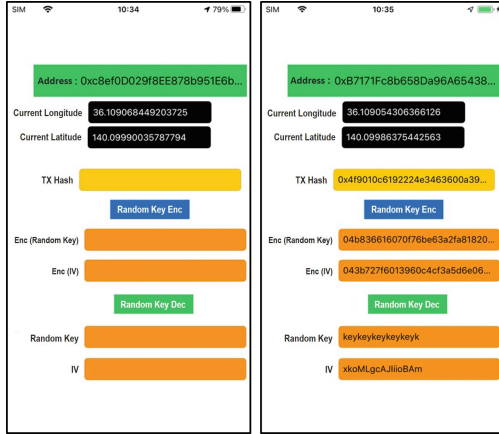 SIM 10:34 79%
Address : 0xc8ef0D029f8EE878b951E6b...
Current Longitude 36.109068449203725
Current Latitude 140.09990035787794
TX Hash
Random Key Enc
Enc (Random Key)
Enc (IV)
Random Key Dec
Random Key
IV
SIM 10:35
Address : 0xB7171Fc8b658Da96A65438...
Current Longitude 36.109054306366126
Current Latitude 140.09986375442563
TX Hash 0x4f9010c6192224e3463600a39...
Random Key Enc
Enc (Random Key) 04b836616070f76be63a2fa81820...
Enc (IV) 043b727f6013960c4cf3a5d6e06...
Random Key Dec
Random Key keykeykeykeykeyk
IV xkoMLgcAJIiioBAm